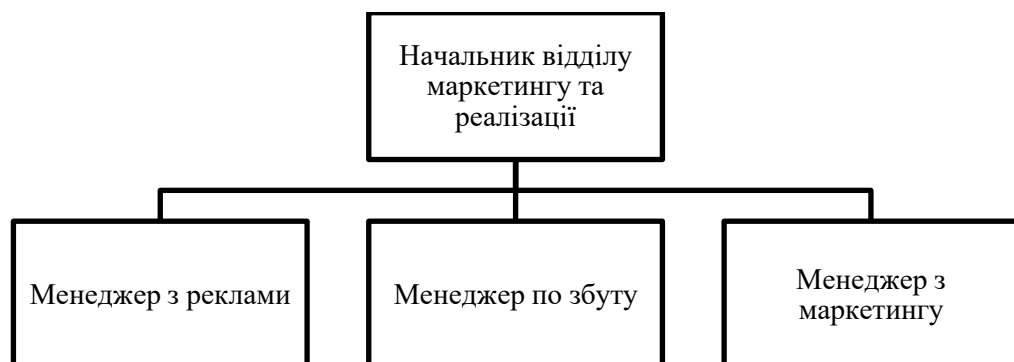 Начальник відділу
маркетингу та
реалізації
Менеджер з реклами
Менеджер по збуту
Менеджер з
маркетингу